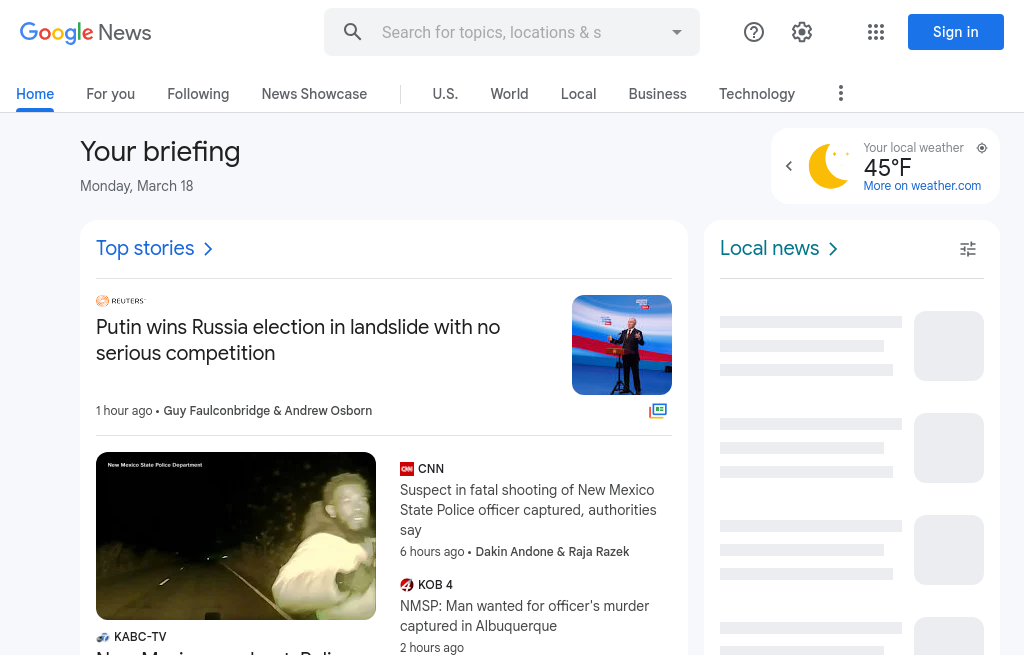 Google News
Search for topics, locations & s
Sign in
Home
For you
Following
News Showcase
U.S.
World
Local
Business
Technology
Your briefing
Monday, March 18
Your local weather
45°F
More on weather.com
Top stories
Local news
REUTERS
Putin wins Russia election in landslide with no
serious competition
1 hour ago • Guy Faulconbridge & Andrew Osborn
New Mexico State Police Department
CNN
Suspect in fatal shooting of New Mexico
State Police officer captured, authorities
say
6 hours ago • Dakin Andone & Raja Razek
KOB 4
NMSP: Man wanted for officer's murder
captured in Albuquerque
2 hours ago
KABC-TV